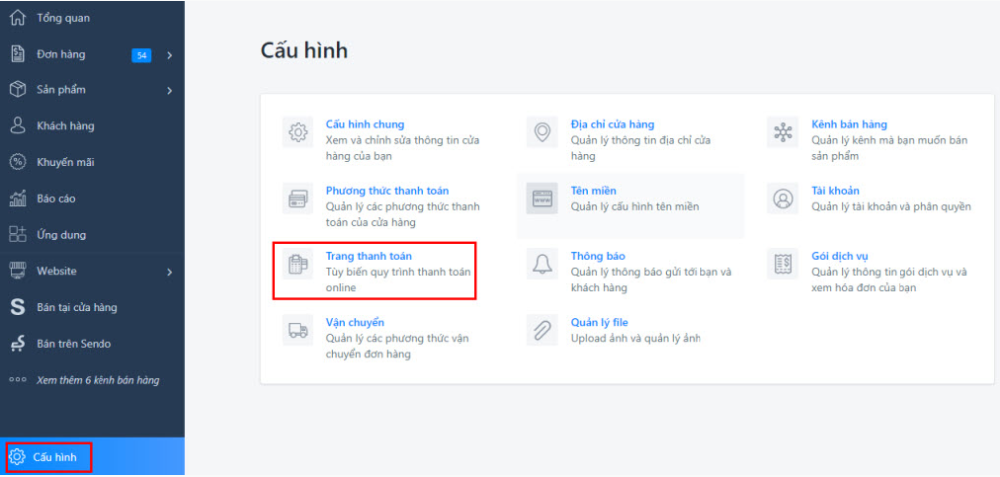 Tổng quan
Đơn hàng 54
Sản phẩm
Khách hàng
Khuyến mãi
Báo cáo
Ứng dụng
Website
Bán tại cửa hàng
Bán trên Sendo
Xem thêm 6 kênh bán hàng
Cấu hình
Cấu hình
Cấu hình chung
Xem và chỉnh sửa thông tin cửa
hàng của bạn
Địa chỉ cửa hàng
Quản lý thông tin địa chỉ cửa
hàng
Kênh bán hàng
Quản lý kênh mà bạn muốn bán
sản phẩm
Phương thức thanh toán
Quản lý các phương thức thanh
toán của cửa hàng
Tên miền
Quản lý cấu hình tên miền
Tài khoản
Quản lý tài khoản và phân quyền
Trang thanh toán
Tùy biến quy trình thanh toán
online
Thông báo
Quản lý thông báo gửi tới bạn và
khách hàng
Gói dịch vụ
Quản lý thông tin gói dịch vụ và
xem hóa đơn của bạn
Vận chuyển
Quản lý các phương thức vận
chuyển đơn hàng
Quản lý file
Upload ảnh và quản lý ảnh